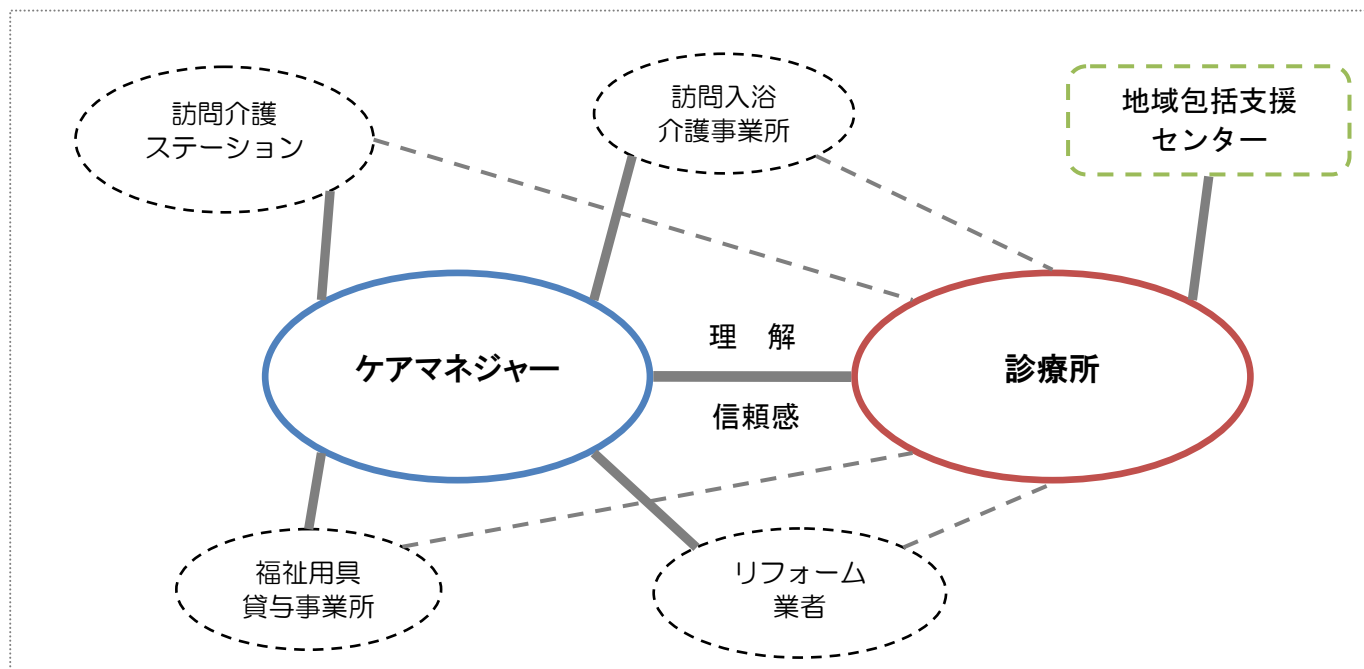 訪問介護
ステーション
訪問入浴
介護事業所
地域包括支援
センター
理　解
ケアマネジャー
診療所
信頼感
福祉用具
貸与事業所
リフォーム
業者